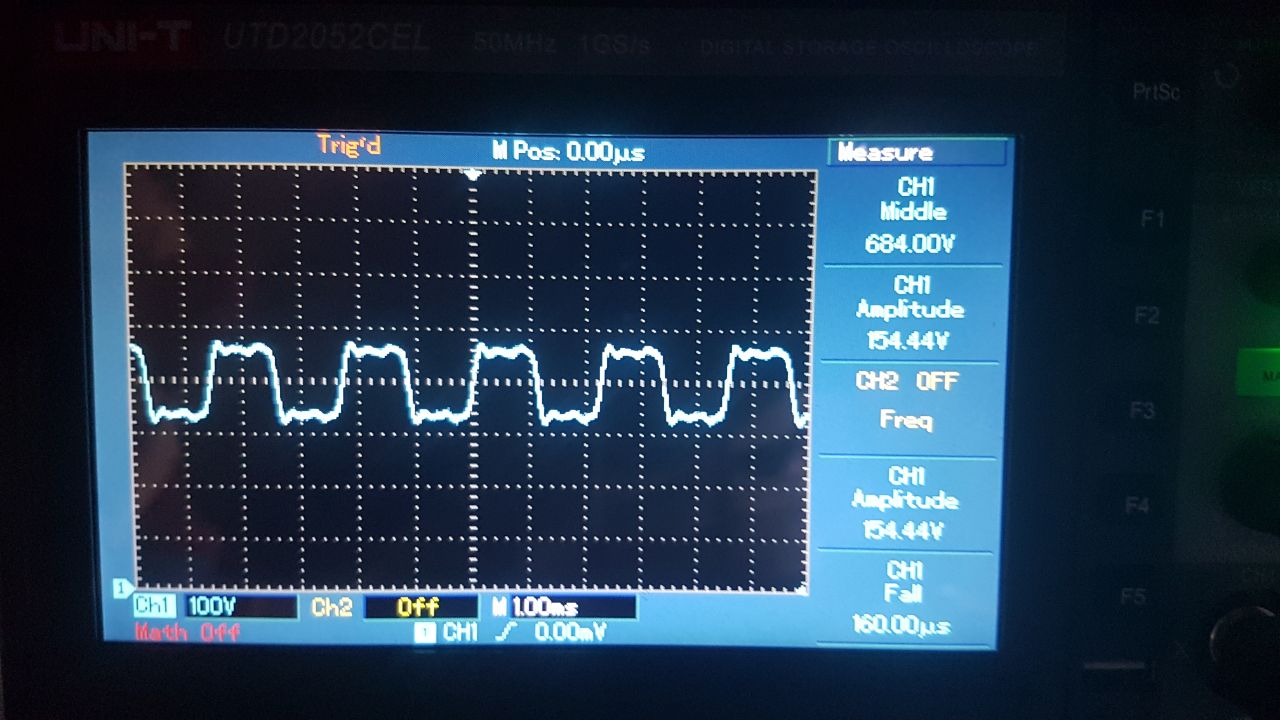 UNI-T UTD2052CEL 50MHz 1GS/s DIGITAL STORAGE OSCILLOSCOPE
PrtSc
Trig'd M Pos: 0.00µs Measure
CH1
Middle
684.00V
F1
CH1
Amplitude
154.44V
F2
CH2 OFF
Freq
F3
CH1
Amplitude
154.44V
F4
CH1
Fall
160.00µs
F5
1
Ch1 100V Ch2 Off M 1.00ms
Math Off 1 CH1 0.00mV